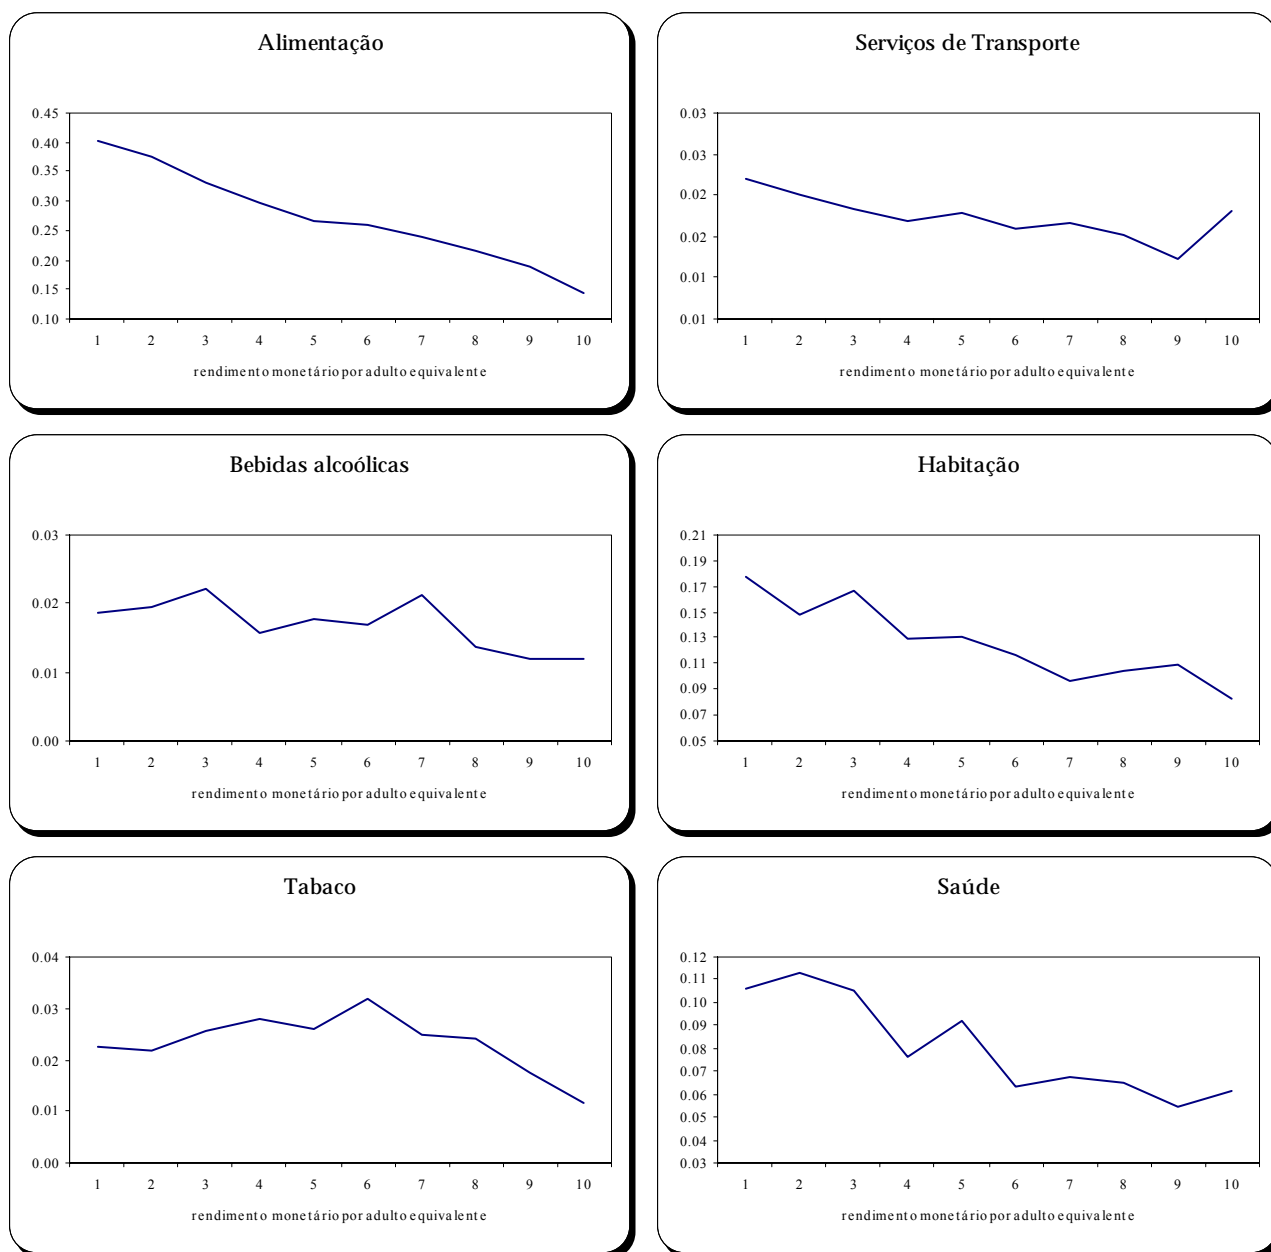 Alimentação
0.45
0.40
0.35
0.30
0.25
0.20
0.15
0.10
1 2 3 4 5 6 7 8 9 10
rendimento monetário por adulto equivalente
Serviços de Transporte
0.03
0.03
0.02
0.02
0.01
0.01
1 2 3 4 5 6 7 8 9 10
rendimento monetário por adulto equivalente
Bebidas alcoólicas
0.03
0.02
0.01
0.00
1 2 3 4 5 6 7 8 9 10
rendimento monetário por adulto equivalente
Habitação
0.21
0.19
0.17
0.15
0.13
0.11
0.09
0.07
0.05
1 2 3 4 5 6 7 8 9 10
rendimento monetário por adulto equivalente
Tabaco
0.04
0.03
0.02
0.01
0.00
1 2 3 4 5 6 7 8 9 10
rendimento monetário por adulto equivalente
Saúde
0.12
0.11
0.10
0.09
0.08
0.07
0.06
0.05
0.04
0.03
1 2 3 4 5 6 7 8 9 10
rendimento monetário por adulto equivalente